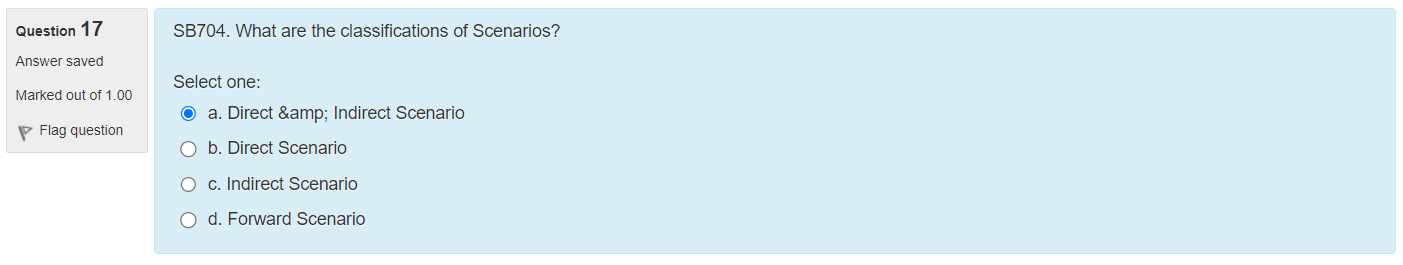 Question 17
Answer saved
Marked out of 1.00
Flag question
SB704. What are the classifications of Scenarios?
Select one:
a. Direct &amp; Indirect Scenario
b. Direct Scenario
c. Indirect Scenario
d. Forward Scenario